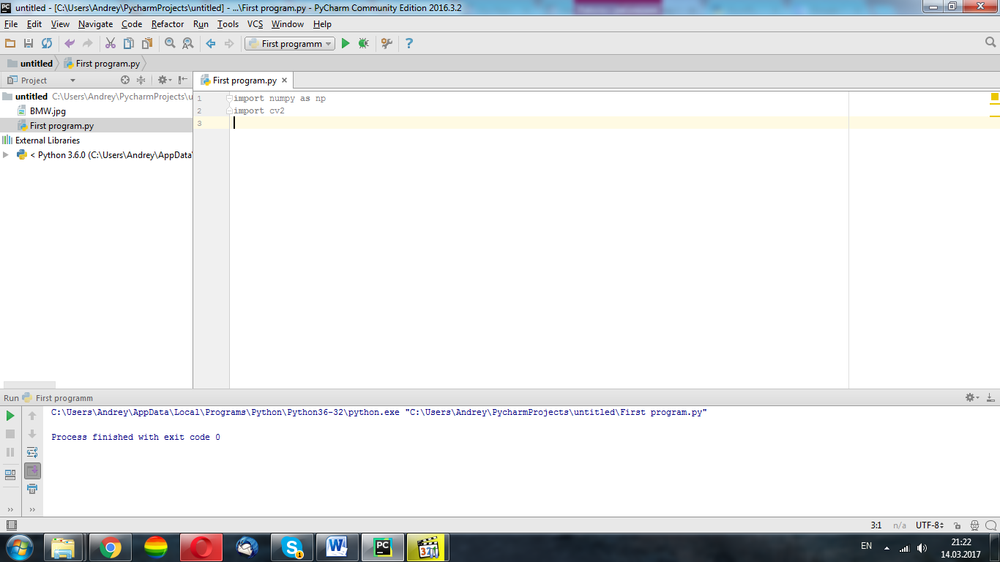 untitled - [C:\Users\Andrey\PycharmProjects\untitled] - ...\First program.py - PyCharm Community Edition 2016.3.2
File Edit View Navigate Code Refactor Run Tools VCS Window Help
First programm
untitled First program.py
Project
First program.py
untitled C:\Users\Andrey\PycharmProjects\u
BMW.jpg
First program.py
External Libraries
< Python 3.6.0 (C:\Users\Andrey\AppData\
1 import numpy as np
2 import cv2
3
Run First programm
C:\Users\Andrey\AppData\Local\Programs\Python\Python36-32\python.exe "C:\Users\Andrey\PycharmProjects\untitled\First program.py"
Process finished with exit code 0
3:1 n/a UTF-8
EN
21:22
14.03.2017